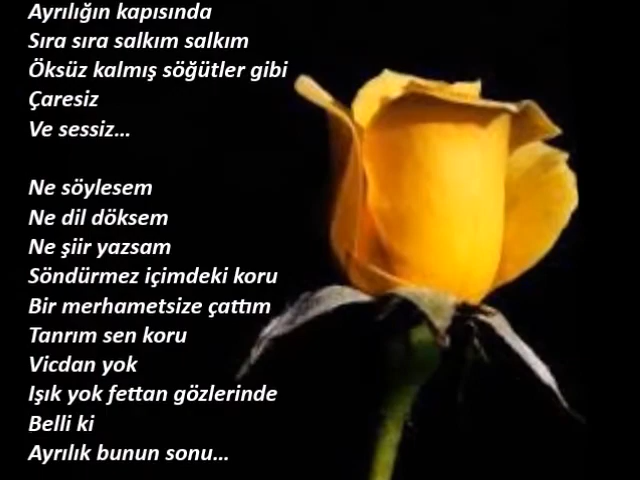 Ayrılığın kapısında
Sıra sıra salkım salkım
Öksüz kalmış söğütler gibi
Çaresiz
Ve sessiz...
Ne söylesem
Ne dil döksem
Ne şiir yazsam
Söndürmez içimdeki koru
Bir merhametsize çattım
Tanrım sen koru
Vicdan yok
Işık yok fettan gözlerinde
Belli ki
Ayrılık bunun sonu...